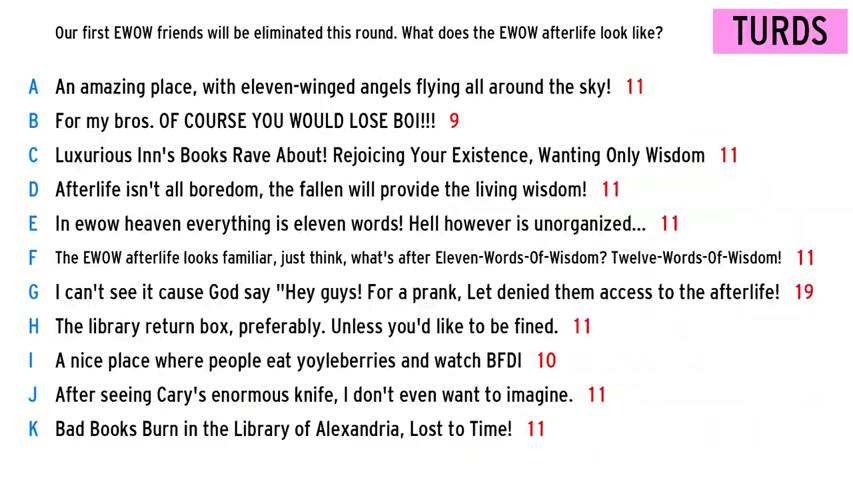 Our first EWOW friends will be eliminated this round. What does the EWOW afterlife look like?
TURDS
A An amazing place, with eleven-winged angels flying all around the sky! 11
B For my bros. OF COURSE YOU WOULD LOSE BOI!!! 9
C Luxurious Inn's Books Rave About! Rejoicing Your Existence, Wanting Only Wisdom 11
D Afterlife isn't all boredom, the fallen will provide the living wisdom! 11
E In ewow heaven everything is eleven words! Hell however is unorganized... 11
F The EWOW afterlife looks familiar, just think, what's after Eleven-Words-Of-Wisdom? Twelve-Words-Of-Wisdom! 11
G I can't see it cause God say "Hey guys! For a prank, Let denied them access to the afterlife! 19
H The library return box, preferably. Unless you'd like to be fined. 11
I A nice place where people eat yoyleberries and watch BFDI 10
J After seeing Cary's enormous knife, I don't even want to imagine. 11
K Bad Books Burn in the Library of Alexandria, Lost to Time! 11